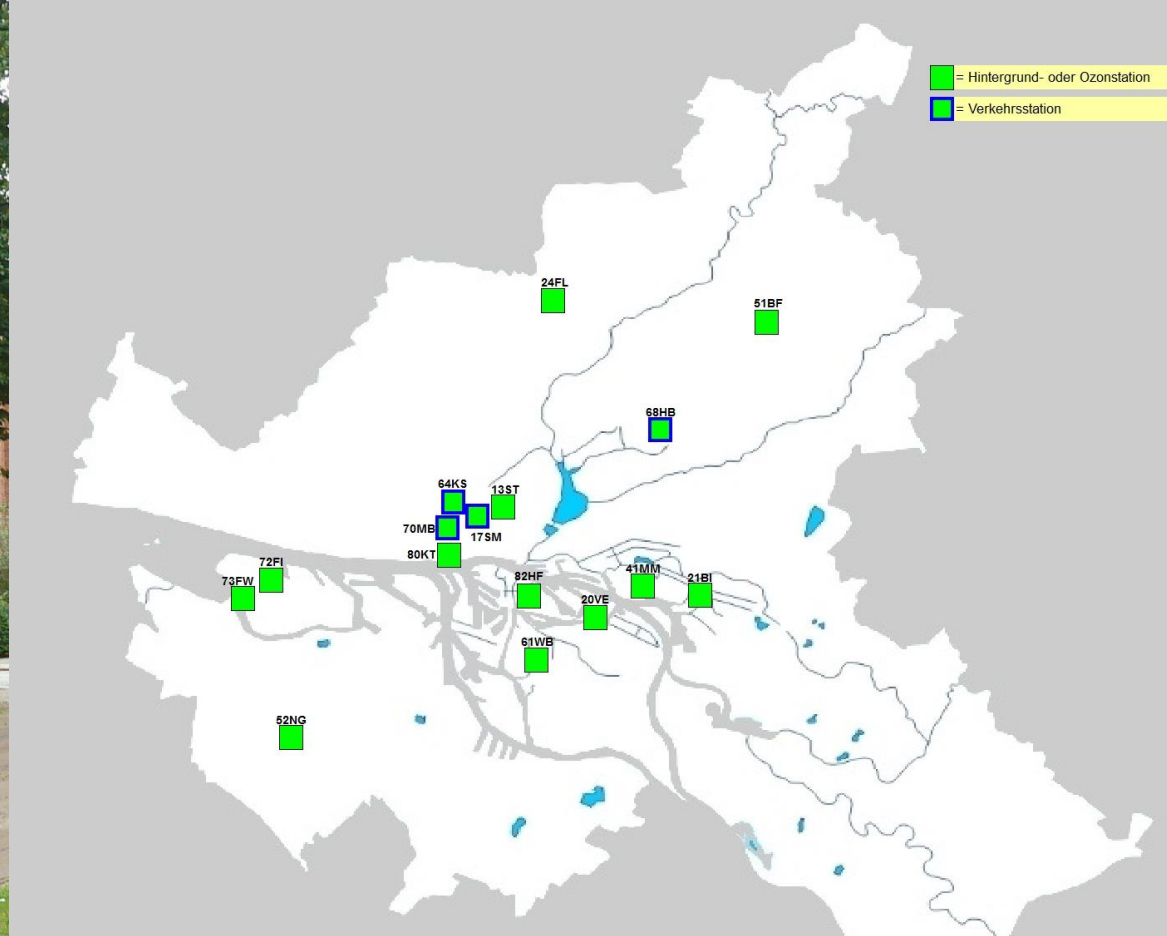 = Hintergrund- oder Ozonstation
= Verkehrsstation
24FL
51BF
68HB
64KS
13ST
70MB
17SM
80KT
72FI
73FW
82HF
41MM
21BI
20VE
61WB
52NG